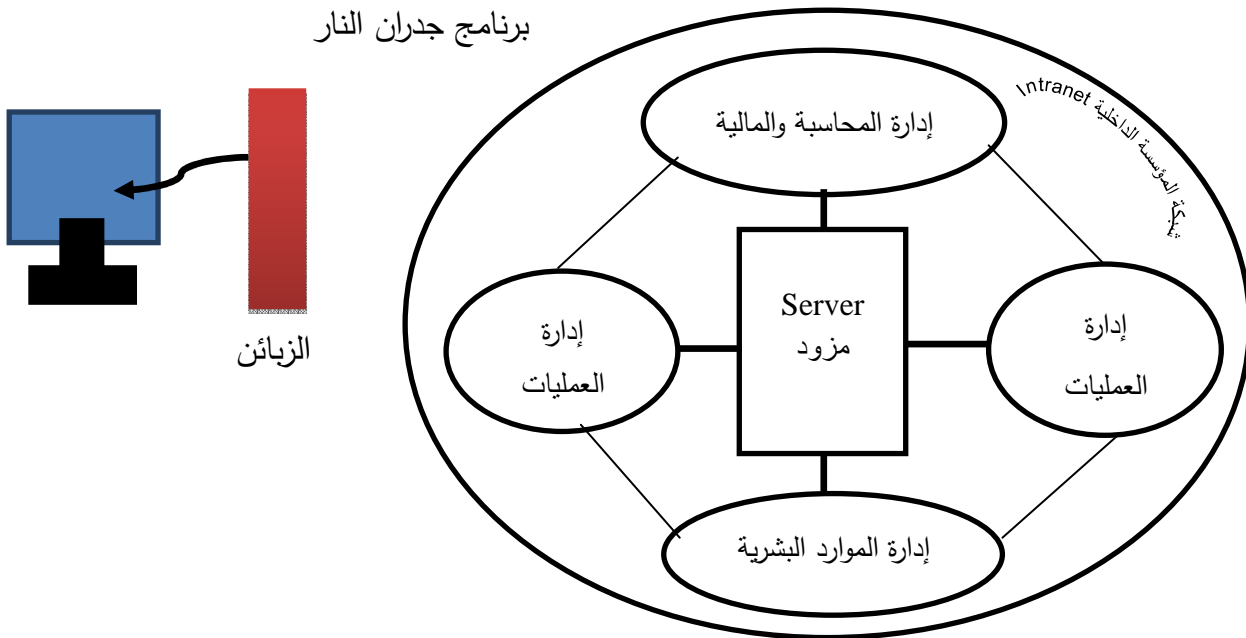 برنامج جدران النار
شبكة المؤسسة الداخلية Intranet
إدارة المحاسبة والمالية
إدارة
العمليات
Server
مزود
إدارة
العمليات
إدارة الموارد البشرية
الزبائن